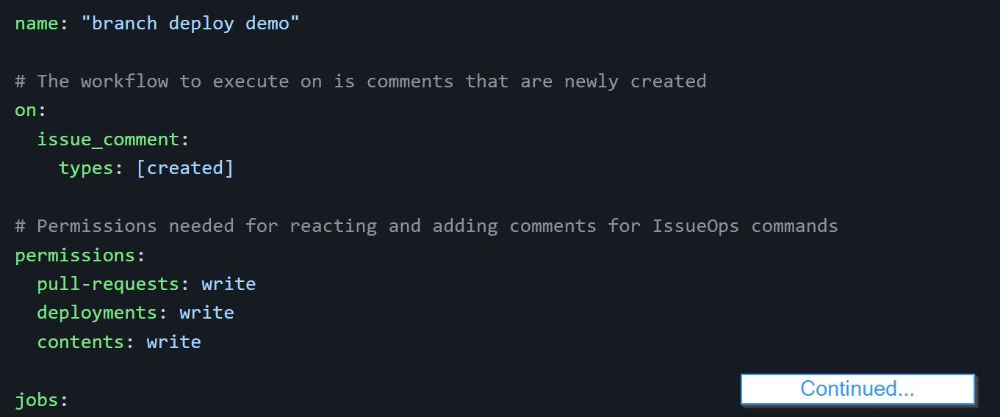 name: "branch deploy demo"
# The workflow to execute on is comments that are newly created
on:
  issue_comment:
    types: [created]
# Permissions needed for reacting and adding comments for IssueOps commands
permissions:
  pull-requests: write
  deployments: write
  contents: write
jobs:
Continued...